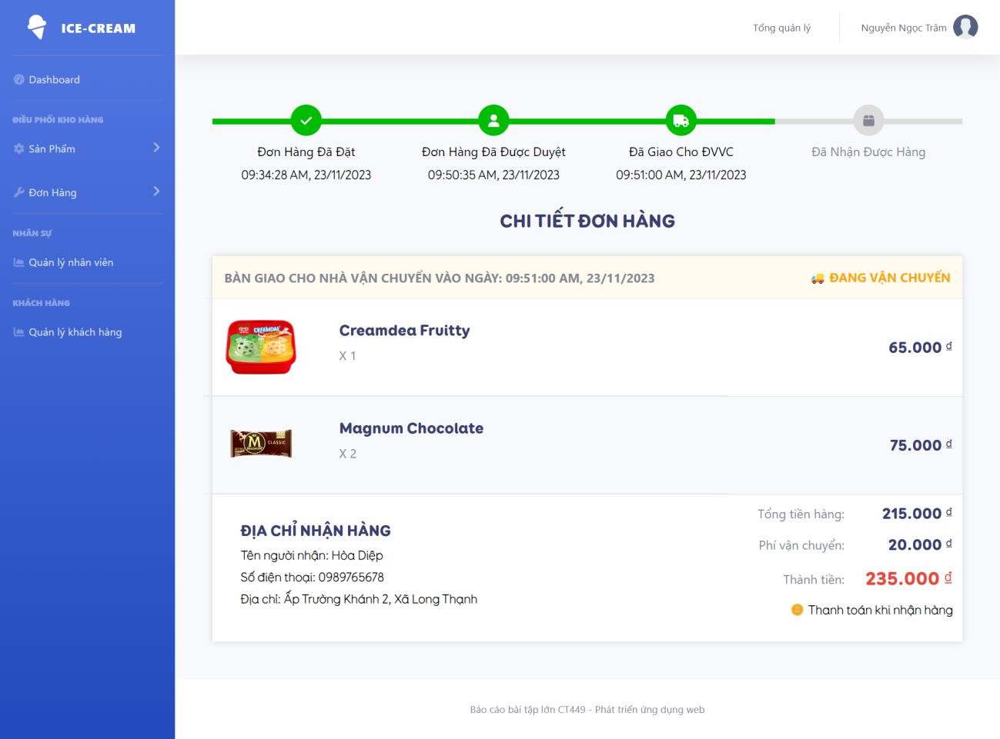 ICE-CREAM
Tổng quản lý
Nguyễn Ngọc Trâm
Dashboard
ĐIỀU PHỐI KHO HÀNG
Sản Phẩm
Đơn Hàng
NHÂN SỰ
Quản lý nhân viên
KHÁCH HÀNG
Quản lý khách hàng
Đơn Hàng Đã Đặt
09:34:28 AM, 23/11/2023
Đơn Hàng Đã Được Duyệt
09:50:35 AM, 23/11/2023
Đã Giao Cho ĐVVC
09:51:00 AM, 23/11/2023
Đã Nhận Được Hàng
CHI TIẾT ĐƠN HÀNG
BÀN GIAO CHO NHÀ VẬN CHUYỂN VÀO NGÀY: 09:51:00 AM, 23/11/2023
ĐANG VẬN CHUYỂN
CREAMDAE
Creamdea Fruitty
X 1
65.000 ₫
M
MAGNUM
CLASSIC
Magnum Chocolate
X 2
75.000 ₫
ĐỊA CHỈ NHẬN HÀNG
Tên người nhận: Hòa Diệp
Số điện thoại: 0989765678
Địa chỉ: Ấp Trường Khánh 2, Xã Long Thạnh
Tổng tiền hàng: 215.000 ₫
Phí vận chuyển: 20.000 ₫
Thành tiền: 235.000 ₫
Thanh toán khi nhận hàng
Báo cáo bài tập lớn CT449 - Phát triển ứng dụng web